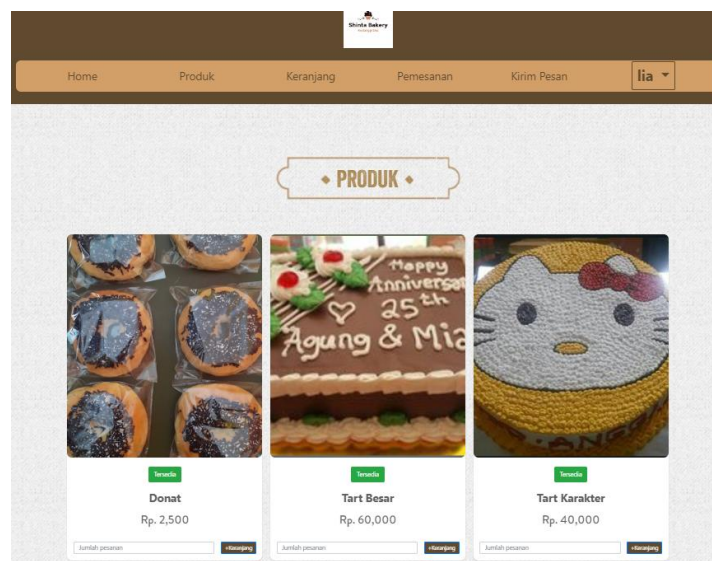 Shinta Bakery
Home Produk Keranjang Pemesanan Kirim Pesan lia
PRODUK
Happy
Anniversar
25th
Agung & Mia
Tersedia Tersedia Tersedia
Donat Tart Besar Tart Karakter
Rp. 2,500 Rp. 60,000 Rp. 40,000
Jumlah pesanan +Keranjang Jumlah pesanan +Keranjang Jumlah pesanan +Keranjang